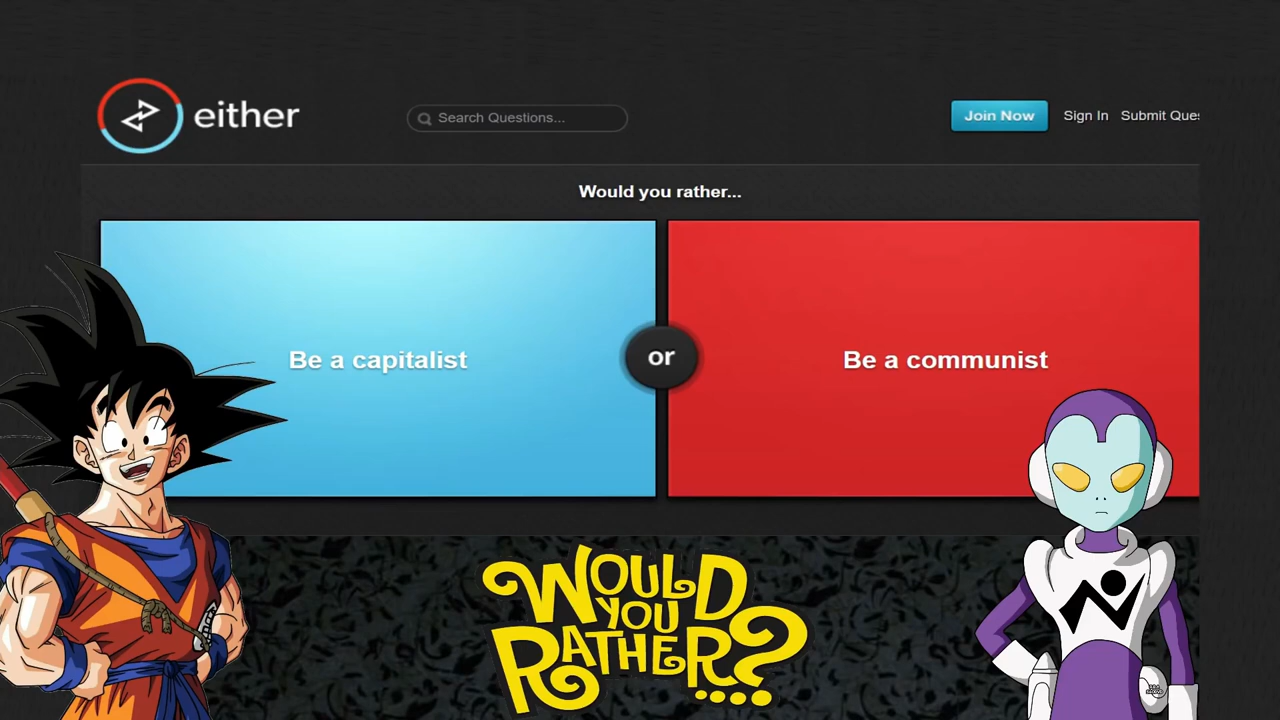 either
Search Questions...
Join Now
Sign In
Submit Ques
Would you rather...
Be a capitalist
or
Be a communist
WOULD
YOU
RATHER?....